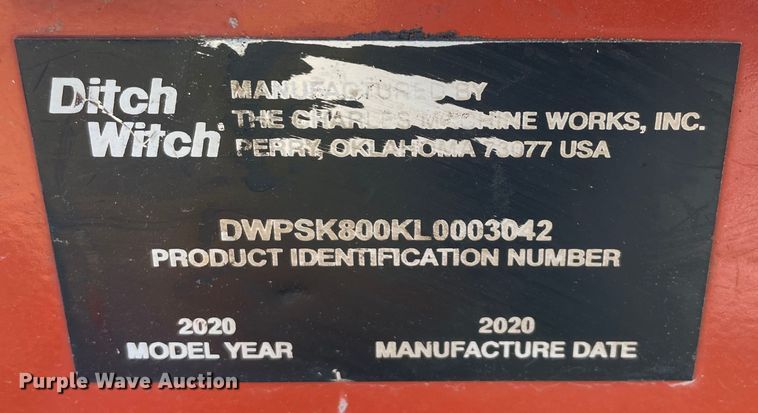 Ditch
Witch®
MANUFACTURED BY
THE CHARLES MACHINE WORKS, INC.
PERRY, OKLAHOMA 73077 USA
DWPSK800KL0003042
PRODUCT IDENTIFICATION NUMBER
2020
MODEL YEAR
2020
MANUFACTURE DATE
Purple Wave Auction